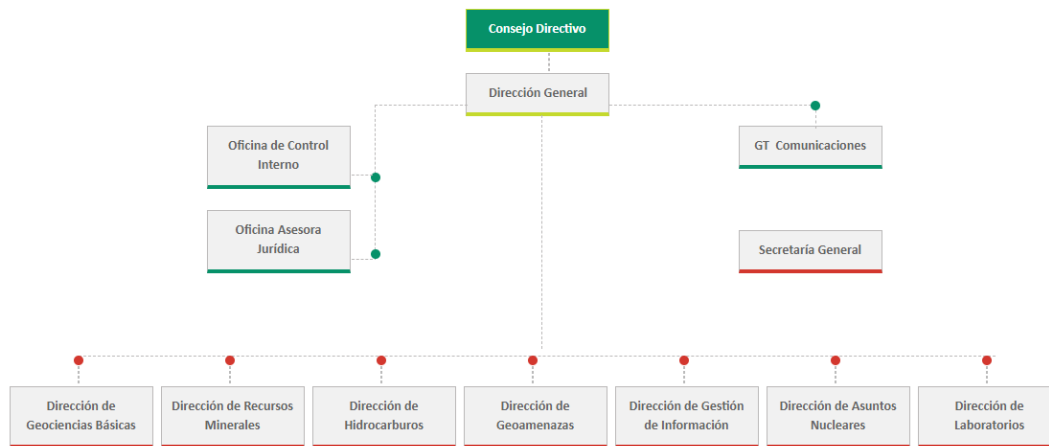 Consejo Directivo
Dirección General
Oficina de Control
Interno
GT Comunicaciones
Oficina Asesora
Jurídica
Secretaría General
Dirección de
Geociencias Básicas
Dirección de Recursos
Minerales
Dirección de
Hidrocarburos
Dirección de
Geoamenazas
Dirección de Gestión
de Información
Dirección de Asuntos
Nucleares
Dirección de
Laboratorios